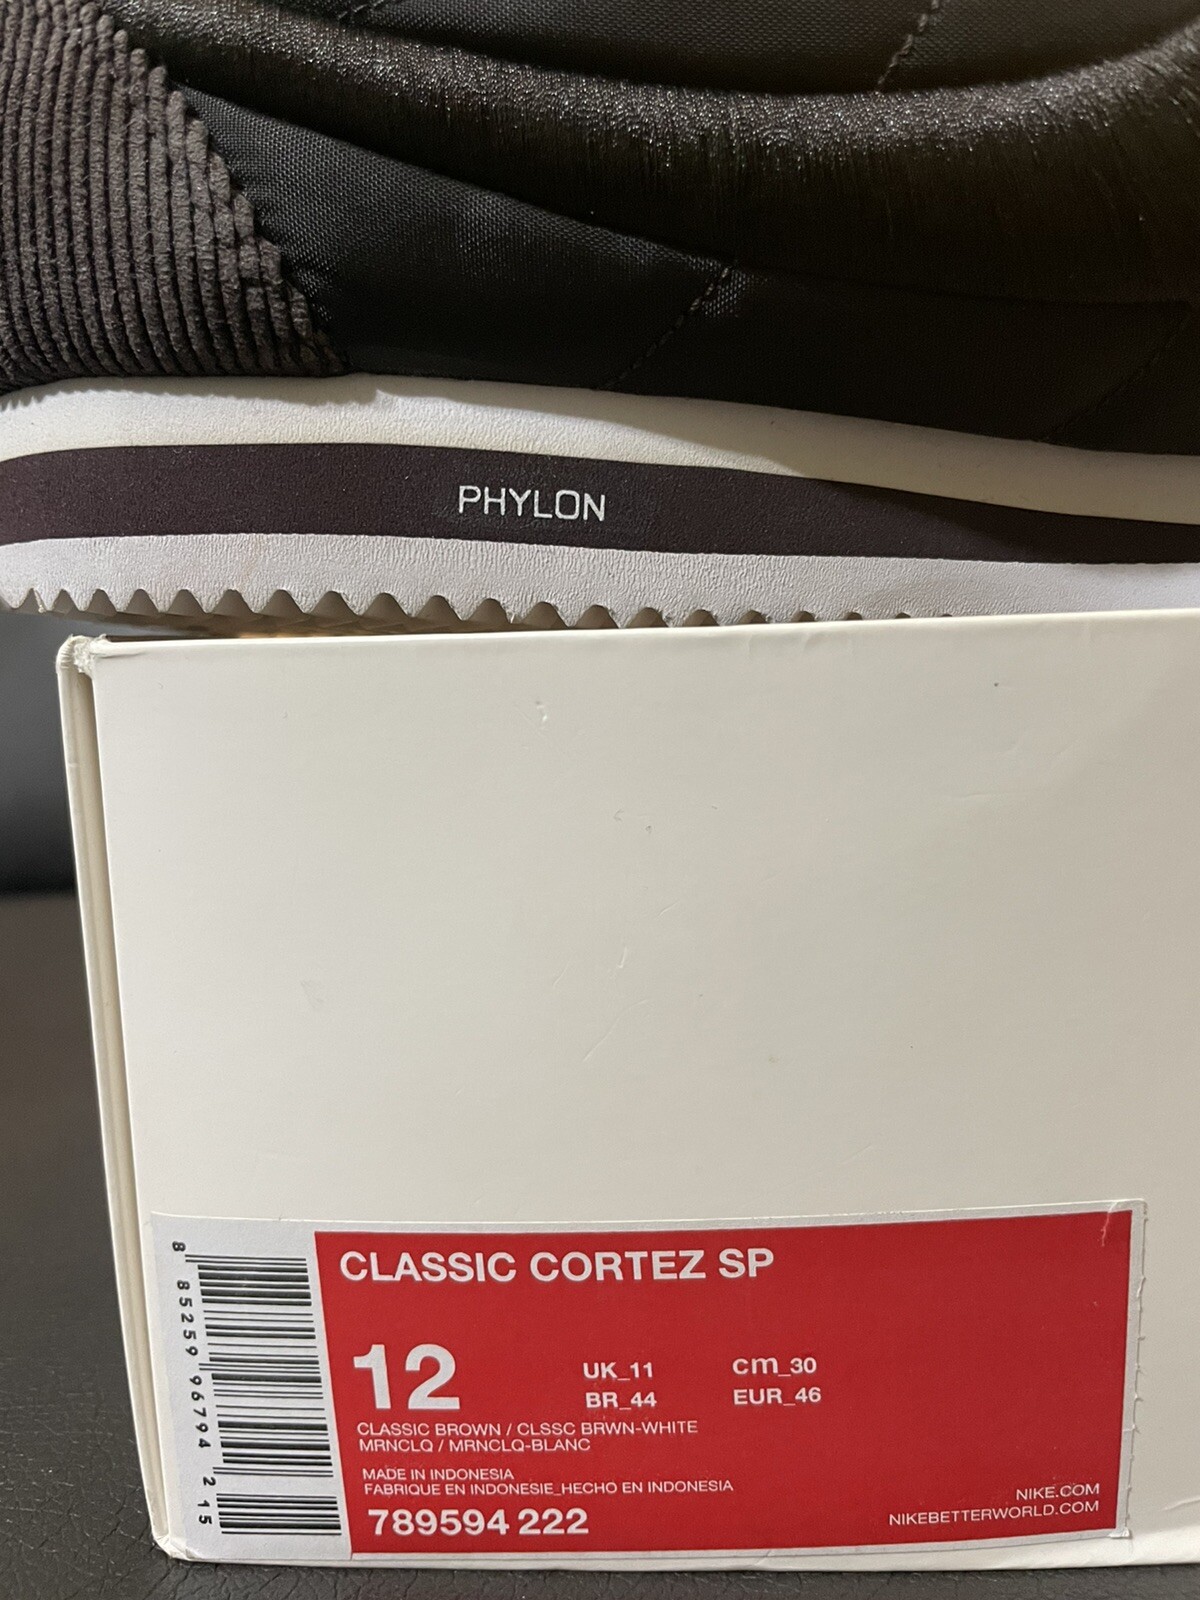 PHYLON
CLASSIC CORTEZ SP
12
UK_11
cm_30
BR_44
EUR_46
CLASSIC BROWN / CLSSC BRWN-WHITE
MRNCLQ / MRNCLQ-BLANC
MADE IN INDONESIA
FABRIQUE EN INDONESIE_HECHO EN INDONESIA
789594 222
NIKE.COM
NIKEBETTERWORLD.COM
8 85259 96794 2 15